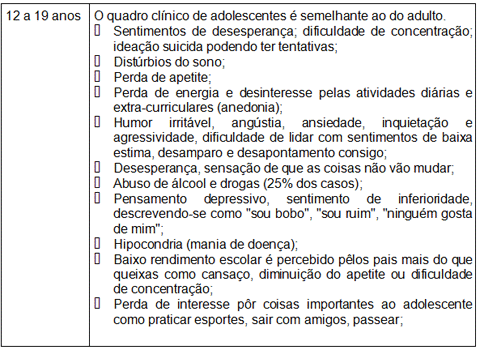 12 a 19 anos O quadro clínico de adolescentes é semelhante ao do adulto.
Sentimentos de desesperança; dificuldade de concentração;
ideação suicida podendo ter tentativas;
Distúrbios do sono;
Perda de apetite;
Perda de energia e desinteresse pelas atividades diárias e
extra-curriculares (anedonia);
Humor irritável, angústia, ansiedade, inquietação e
agressividade, dificuldade de lidar com sentimentos de baixa
estima, desamparo e desapontamento consigo;
Desesperança, sensação de que as coisas não vão mudar;
Abuso de álcool e drogas (25% dos casos);
Pensamento depressivo, sentimento de inferioridade,
descrevendo-se como "sou bobo", "sou ruim", "ninguém gosta
de mim";
Hipocondria (mania de doença);
Baixo rendimento escolar é percebido pêlos pais mais do que
queixas como cansaço, diminuição do apetite ou dificuldade
de concentração;
Perda de interesse pôr coisas importantes ao adolescente
como praticar esportes, sair com amigos, passear;